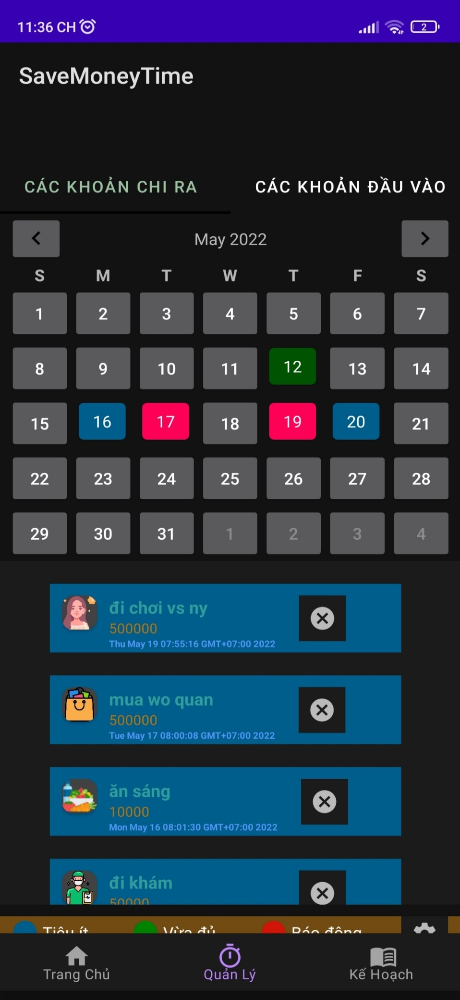 11:36 CH
2
SaveMoneyTime
CÁC KHOẢN CHI RA
CÁC KHOẢN ĐẦU VÀO
May 2022
S M T W T F S
1 2 3 4 5 6 7
8 9 10 11 12 13 14
15 16 17 18 19 20 21
22 23 24 25 26 27 28
29 30 31 1 2 3 4
đi chơi vs ny
500000
Thu May 19 07:55:16 GMT+07:00 2022
mua wo quan
500000
Tue May 17 08:00:08 GMT+07:00 2022
ăn sáng
10000
Mon May 16 08:01:30 GMT+07:00 2022
đi khám
50000
Tiêu ít Vừa đủ Báo động
Trang Chủ Quản Lý Kế Hoạch